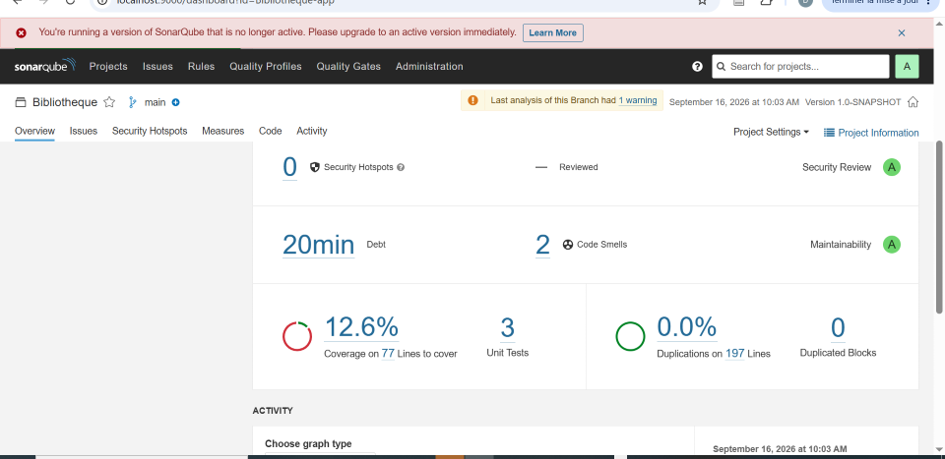 localhost:9000/dashboard?id=bibliotheque-app
Terminer la mise à jour
You're running a version of SonarQube that is no longer active. Please upgrade to an active version immediately. Learn More
sonarqube Projects Issues Rules Quality Profiles Quality Gates Administration ? Search for projects... A
Bibliotheque main Last analysis of this Branch had 1 warning September 16, 2026 at 10:03 AM Version 1.0-SNAPSHOT
Overview Issues Security Hotspots Measures Code Activity Project Settings Project Information
0 Security Hotspots ? — Reviewed Security Review A
20min Debt 2 Code Smells Maintainability A
12.6% 3 0.0% 0
Coverage on 77 Lines to cover Unit Tests Duplications on 197 Lines Duplicated Blocks
ACTIVITY
Choose graph type September 16, 2026 at 10:03 AM